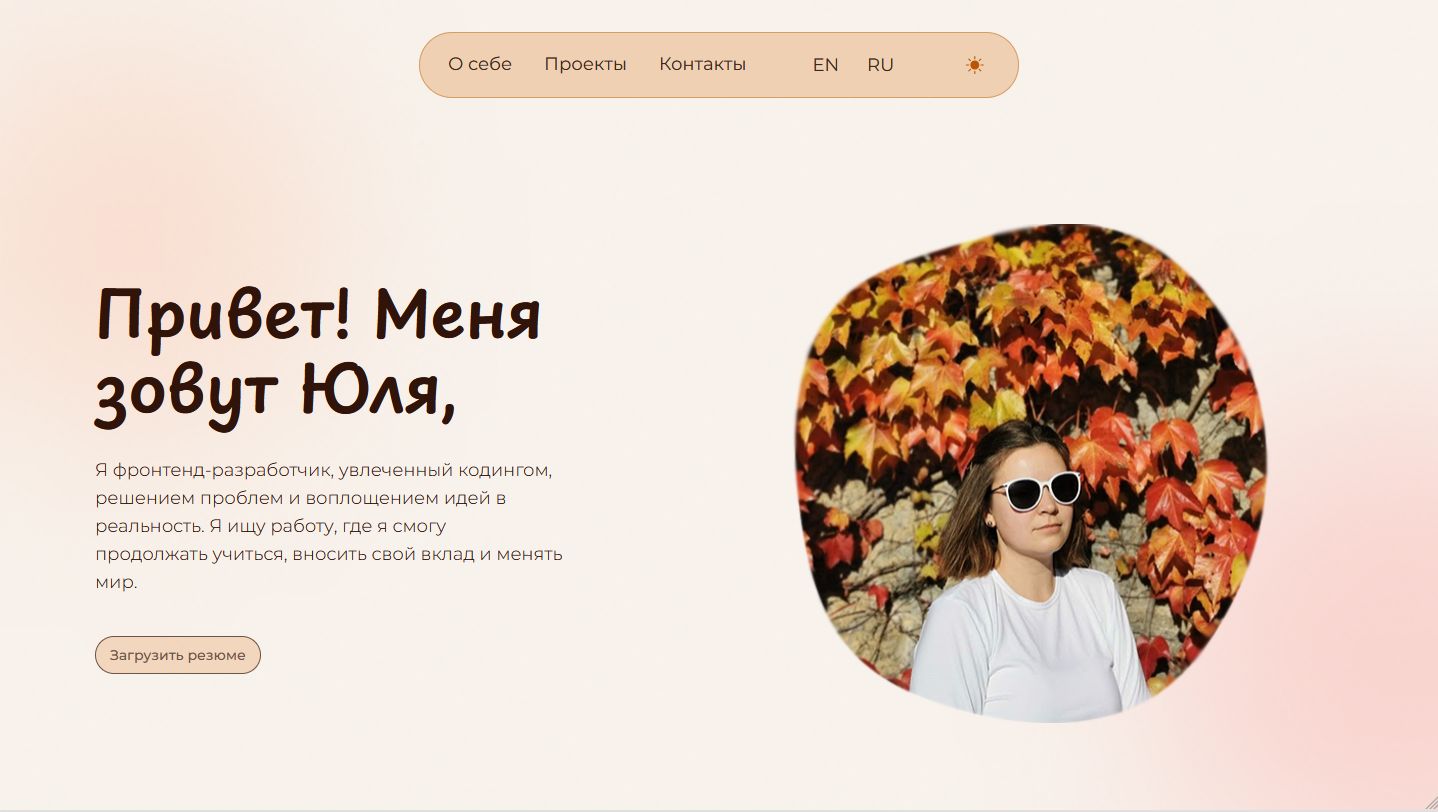 О себе Проекты Контакты EN RU
Привет! Меня
зовут Юля,
Я фронтенд-разработчик, увлеченный кодингом,
решением проблем и воплощением идей в
реальность. Я ищу работу, где я смогу
продолжать учиться, вносить свой вклад и менять
мир.
Загрузить резюме